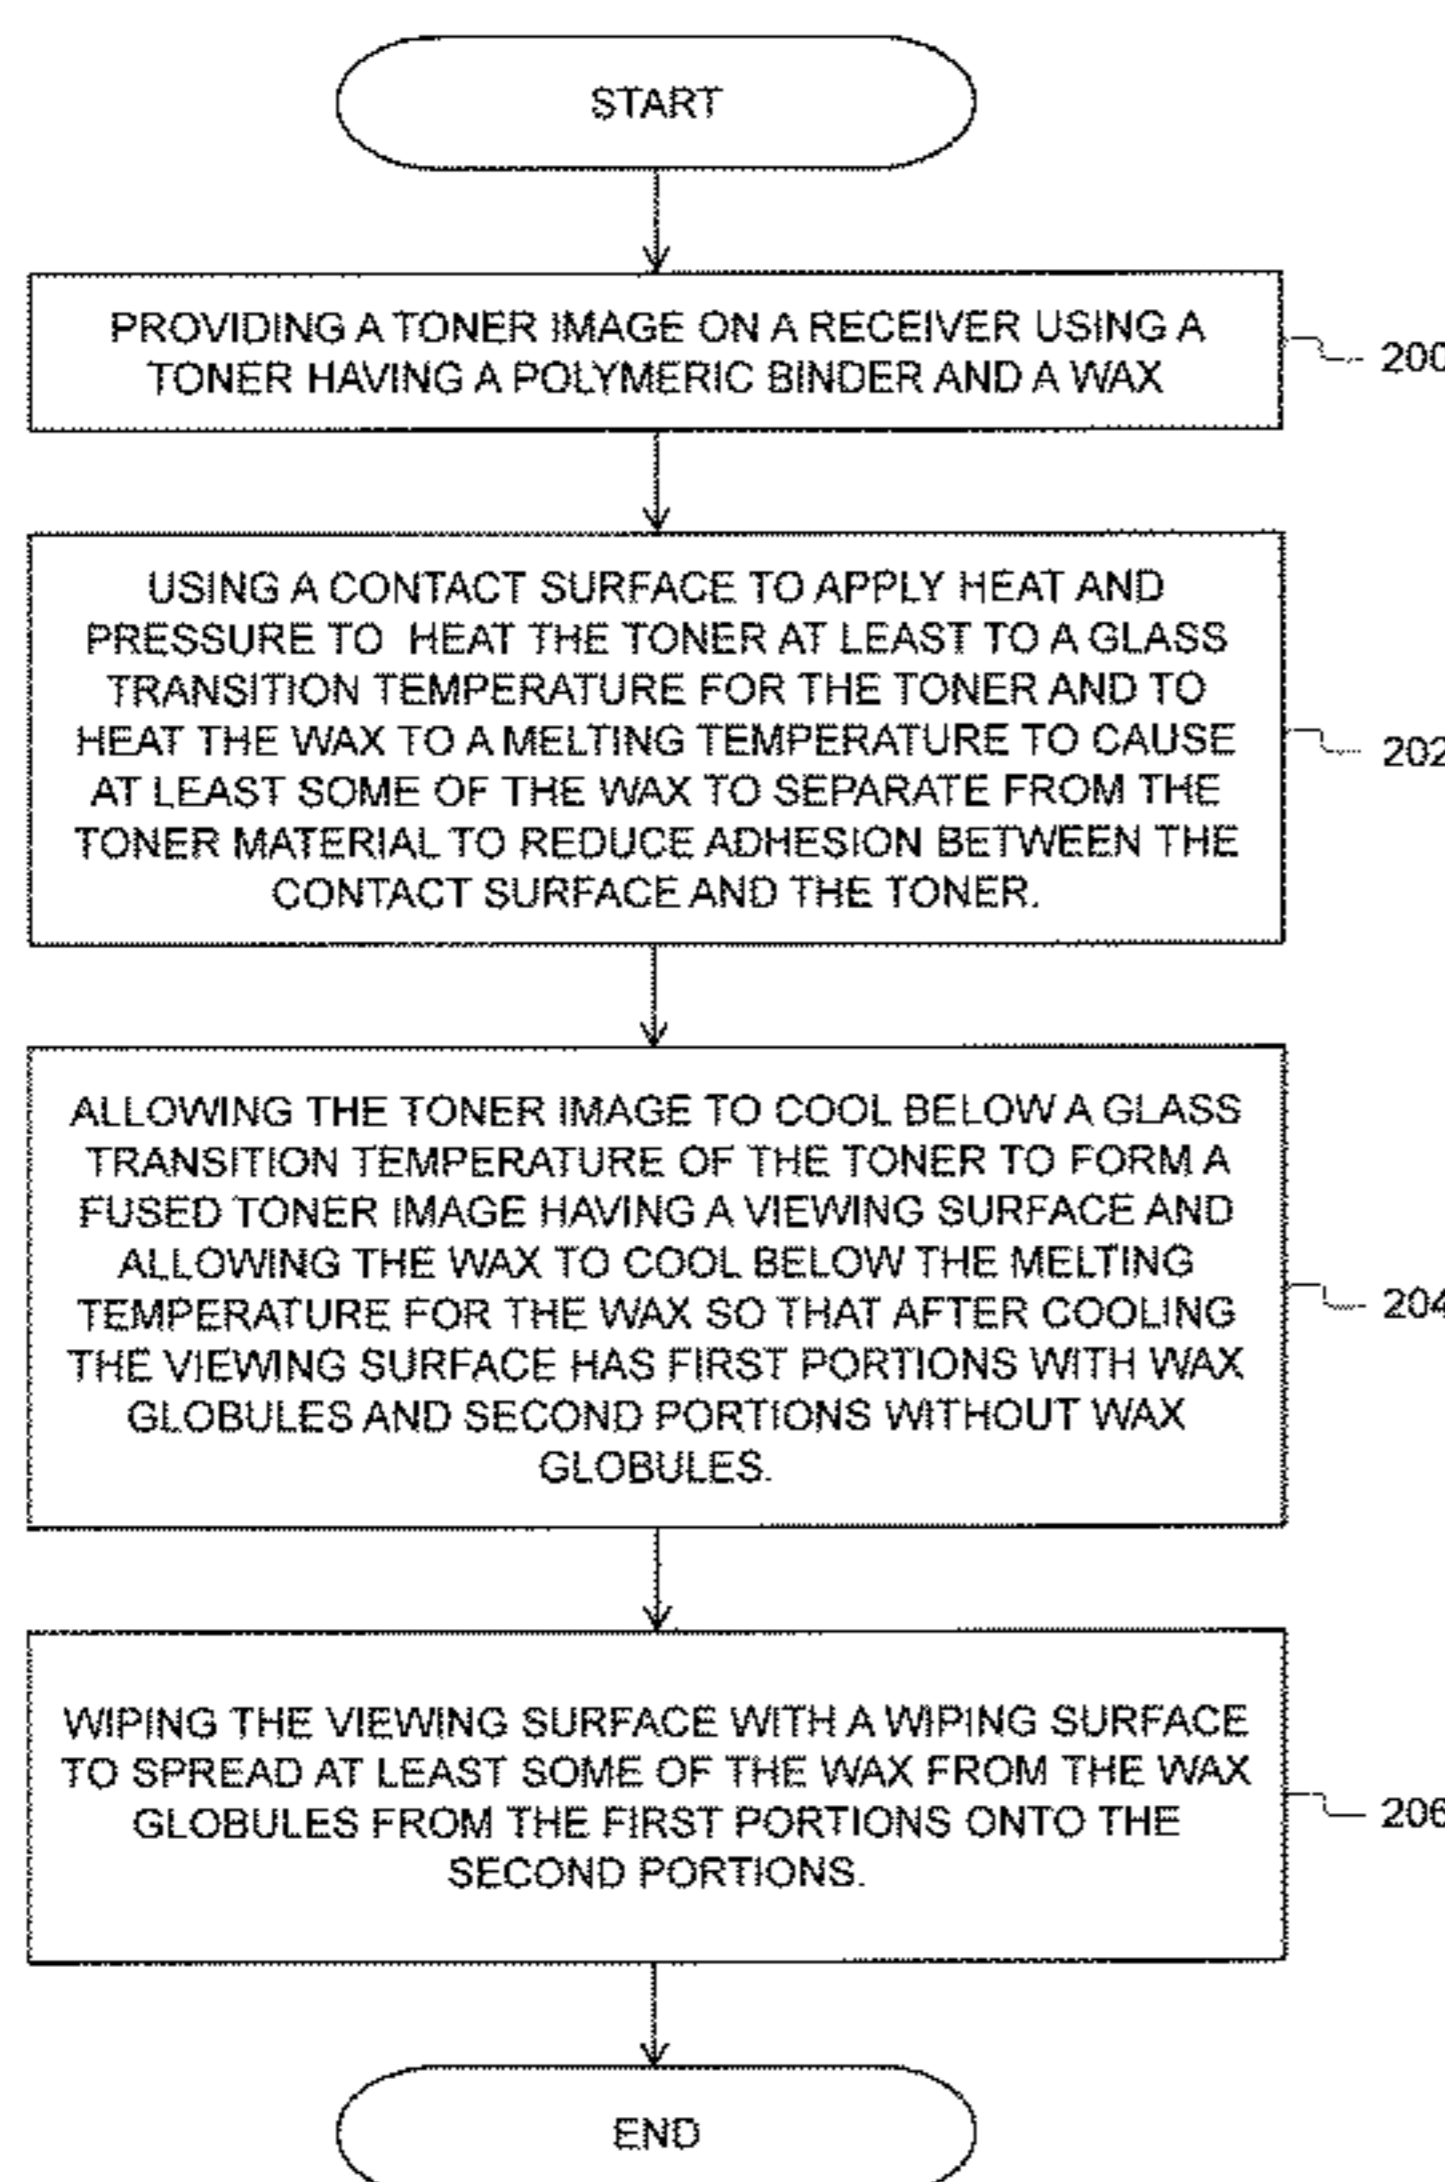 START
PROVIDING A TONER IMAGE ON A RECEIVER USING A
TONER HAVING A POLYMERIC BINDER AND A WAX
200
USING A CONTACT SURFACE TO APPLY HEAT AND
PRESSURE TO HEAT THE TONER AT LEAST TO A GLASS
TRANSITION TEMPERATURE FOR THE TONER AND TO
HEAT THE WAX TO A MELTING TEMPERATURE TO CAUSE
AT LEAST SOME OF THE WAX TO SEPARATE FROM THE
TONER MATERIAL TO REDUCE ADHESION BETWEEN THE
CONTACT SURFACE AND THE TONER.
202
ALLOWING THE TONER IMAGE TO COOL BELOW A GLASS
TRANSITION TEMPERATURE OF THE TONER TO FORM A
FUSED TONER IMAGE HAVING A VIEWING SURFACE AND
ALLOWING THE WAX TO COOL BELOW THE MELTING
TEMPERATURE FOR THE WAX SO THAT AFTER COOLING
THE VIEWING SURFACE HAS FIRST PORTIONS WITH WAX
GLOBULES AND SECOND PORTIONS WITHOUT WAX
GLOBULES.
204
WIPING THE VIEWING SURFACE WITH A WIPING SURFACE
TO SPREAD AT LEAST SOME OF THE WAX FROM THE WAX
GLOBULES FROM THE FIRST PORTIONS ONTO THE
SECOND PORTIONS.
206
END